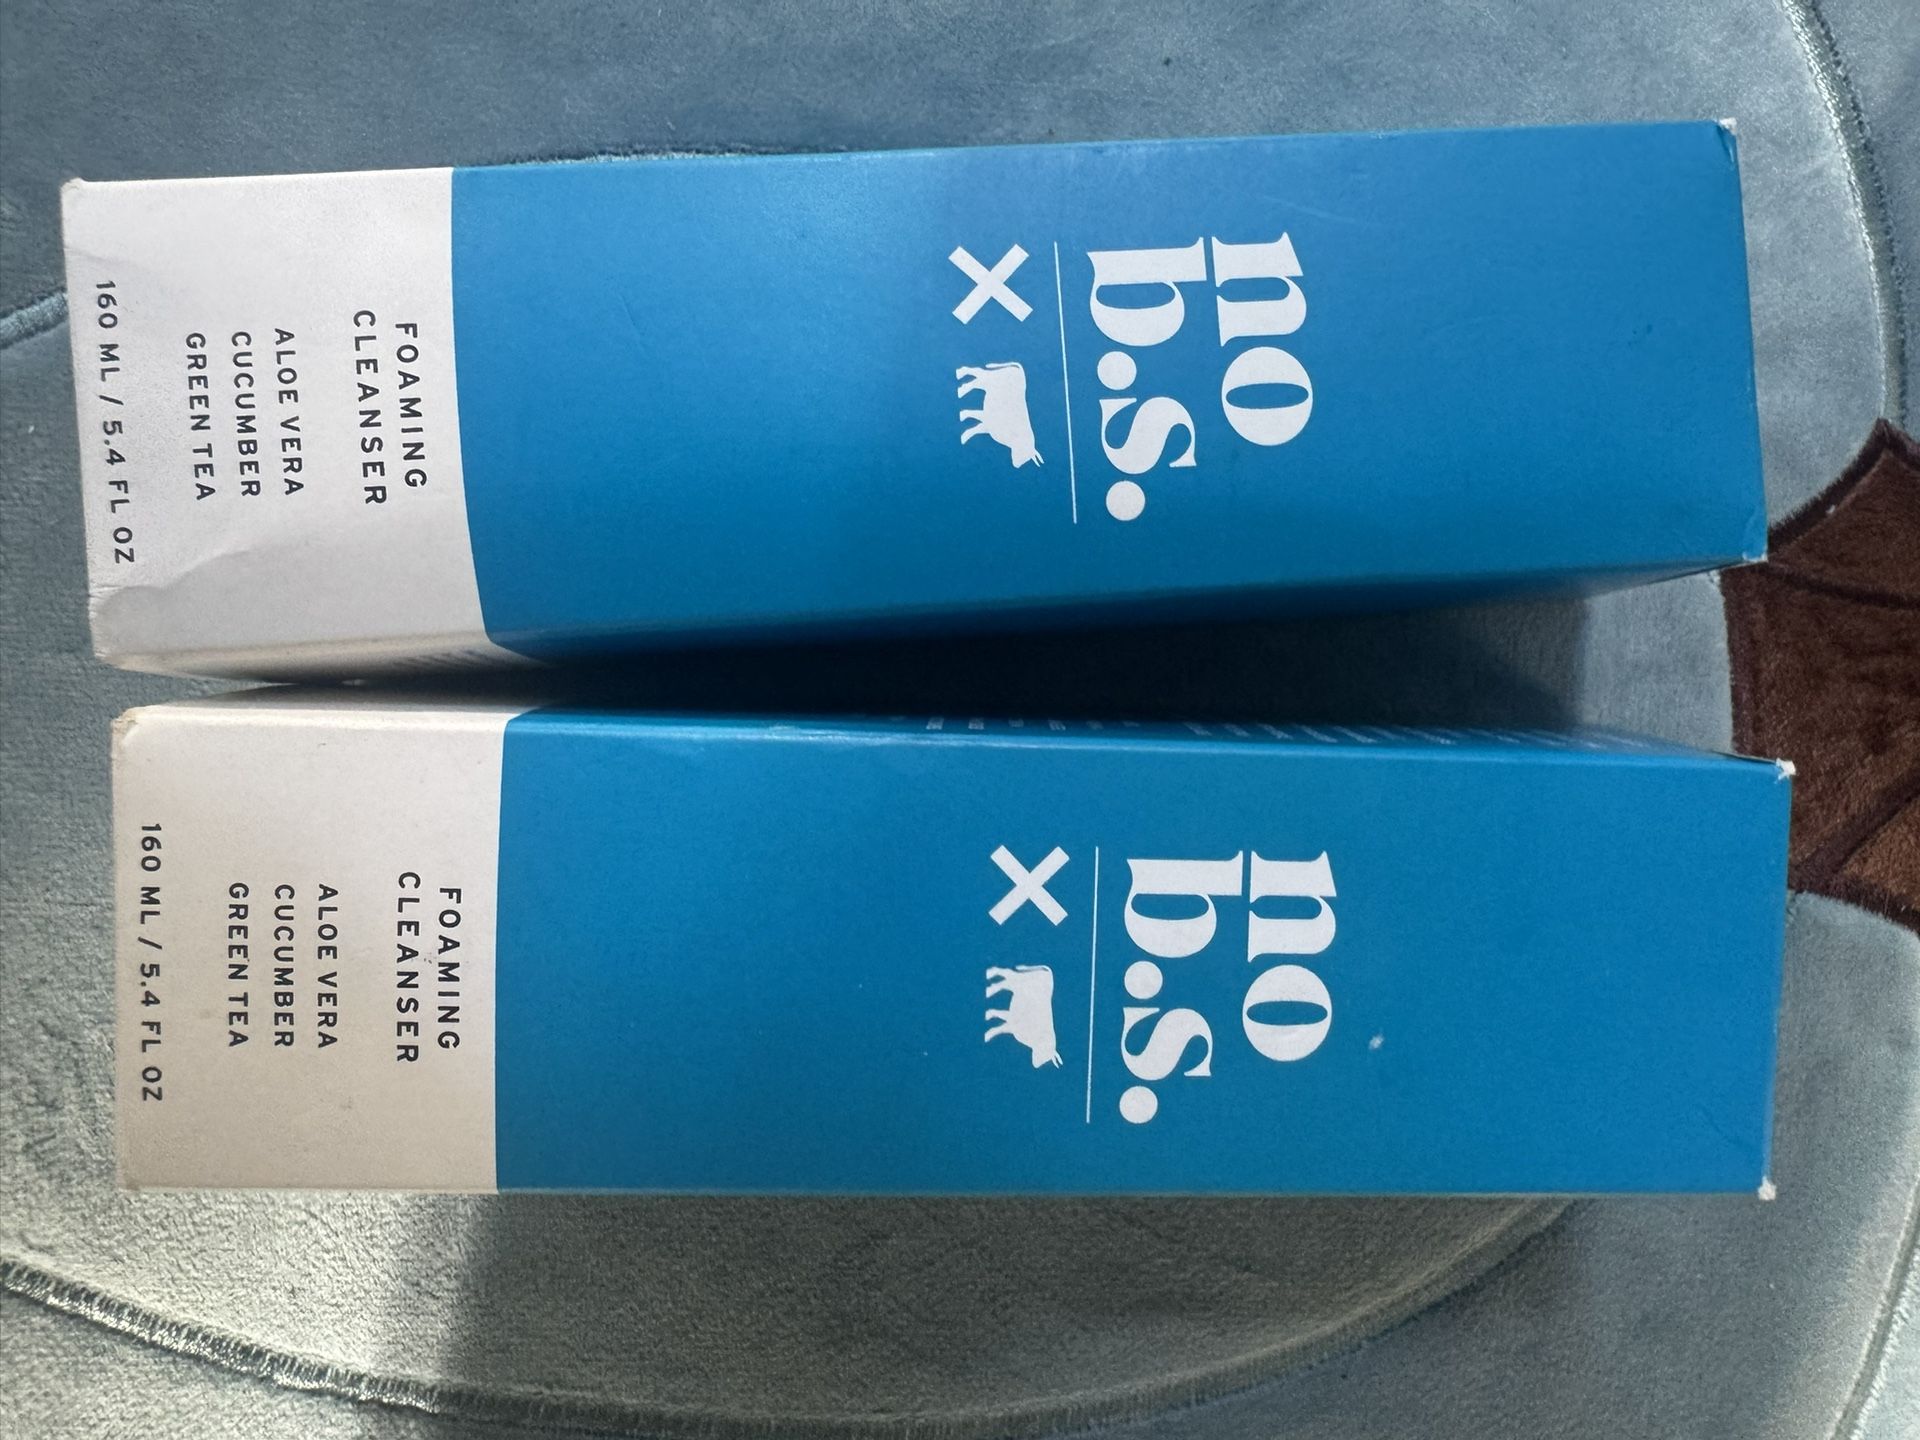 no
b.s.
FOAMING
CLEANSER
ALOE VERA
CUCUMBER
GREEN TEA
160 ML / 5.4 FL OZ
no
b.s.
FOAMING
CLEANSER
ALOE VERA
CUCUMBER
GREEN TEA
160 ML / 5.4 FL OZ